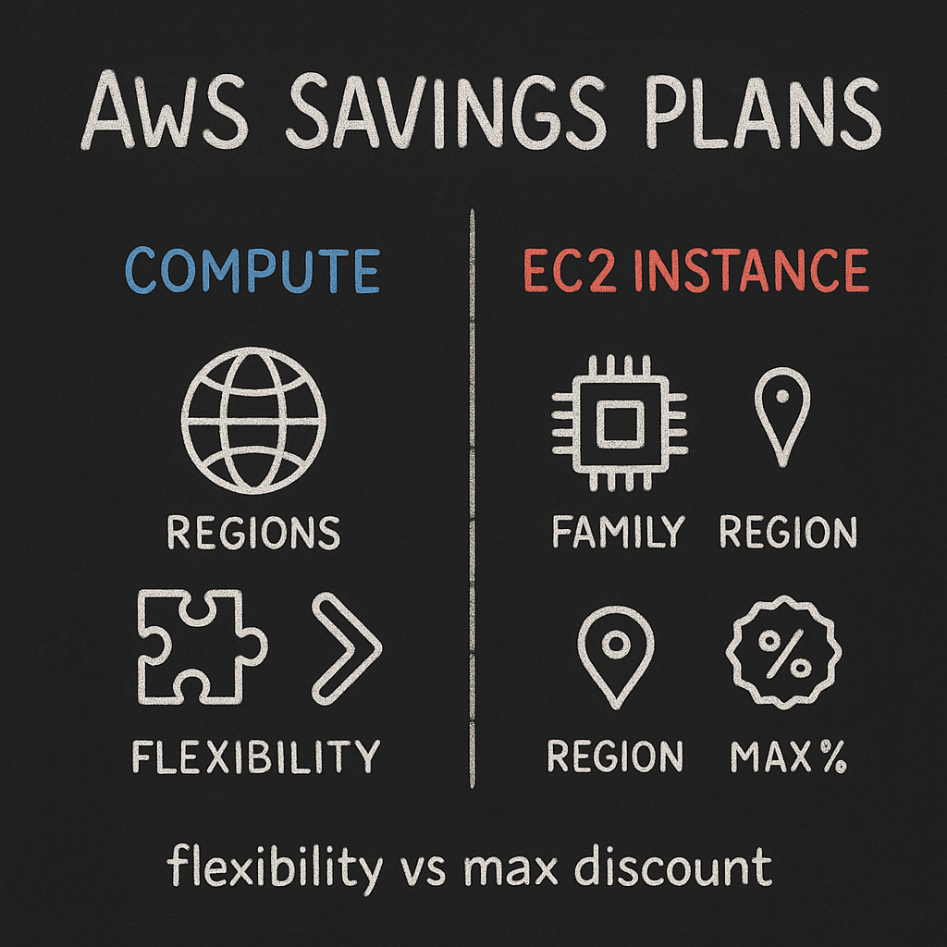 AWS SAVINGS PLANS
COMPUTE
REGIONS
FLEXIBILITY
EC2 INSTANCE
FAMILY REGION
REGION MAX%
flexibility vs max discount